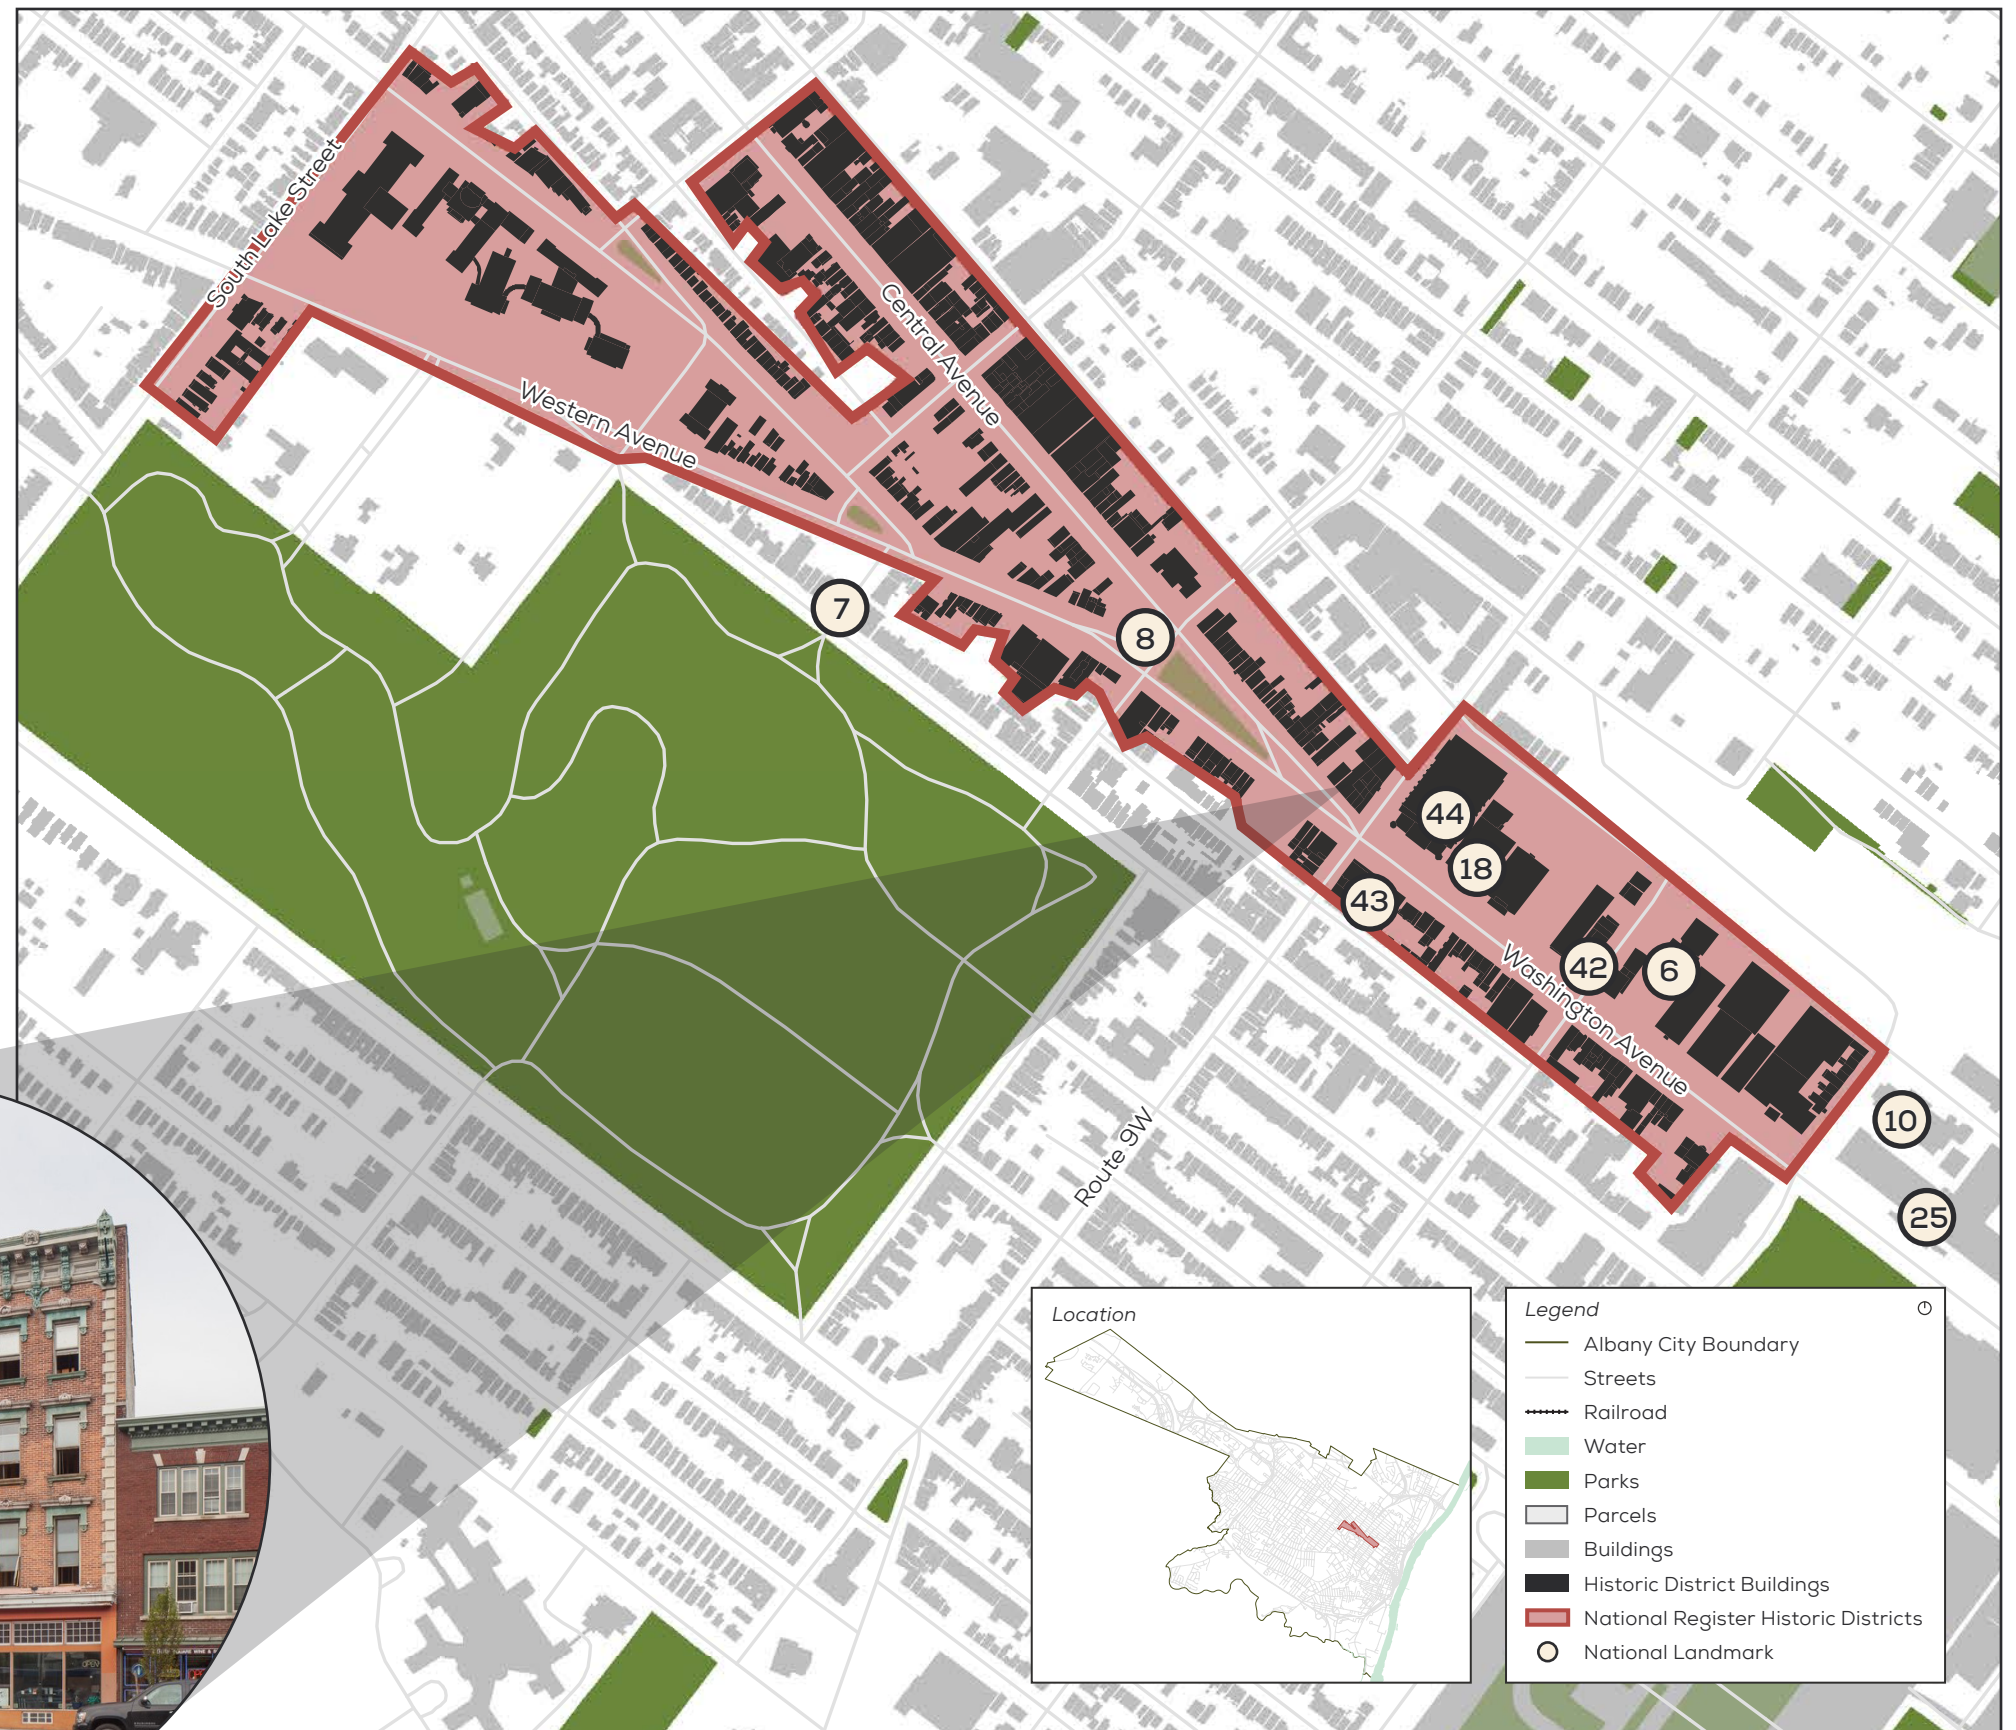 South Lake Street
Central Avenue
Western Avenue
7
8
44
18
43
42
6
Washington Avenue
10
25
Route 9W
Location
Legend
Albany City Boundary
Streets
Railroad
Water
Parks
Parcels
Buildings
Historic District Buildings
National Register Historic Districts
National Landmark
OPEN